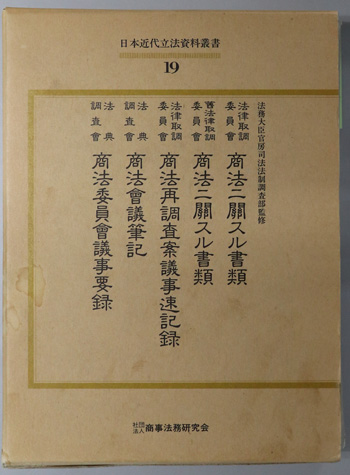 日本近代立法資料叢書
19
法務大臣官房司法法制調査部監修
法律取調委員會 商法ニ關スル書類
舊法律取調委員會 商法ニ關スル書類
法律取調委員會 商法再調査案議事速記錄
法典調査會 商法會議筆記
法典調査會 商法委員會議事要錄
社団法人 商事法務研究会